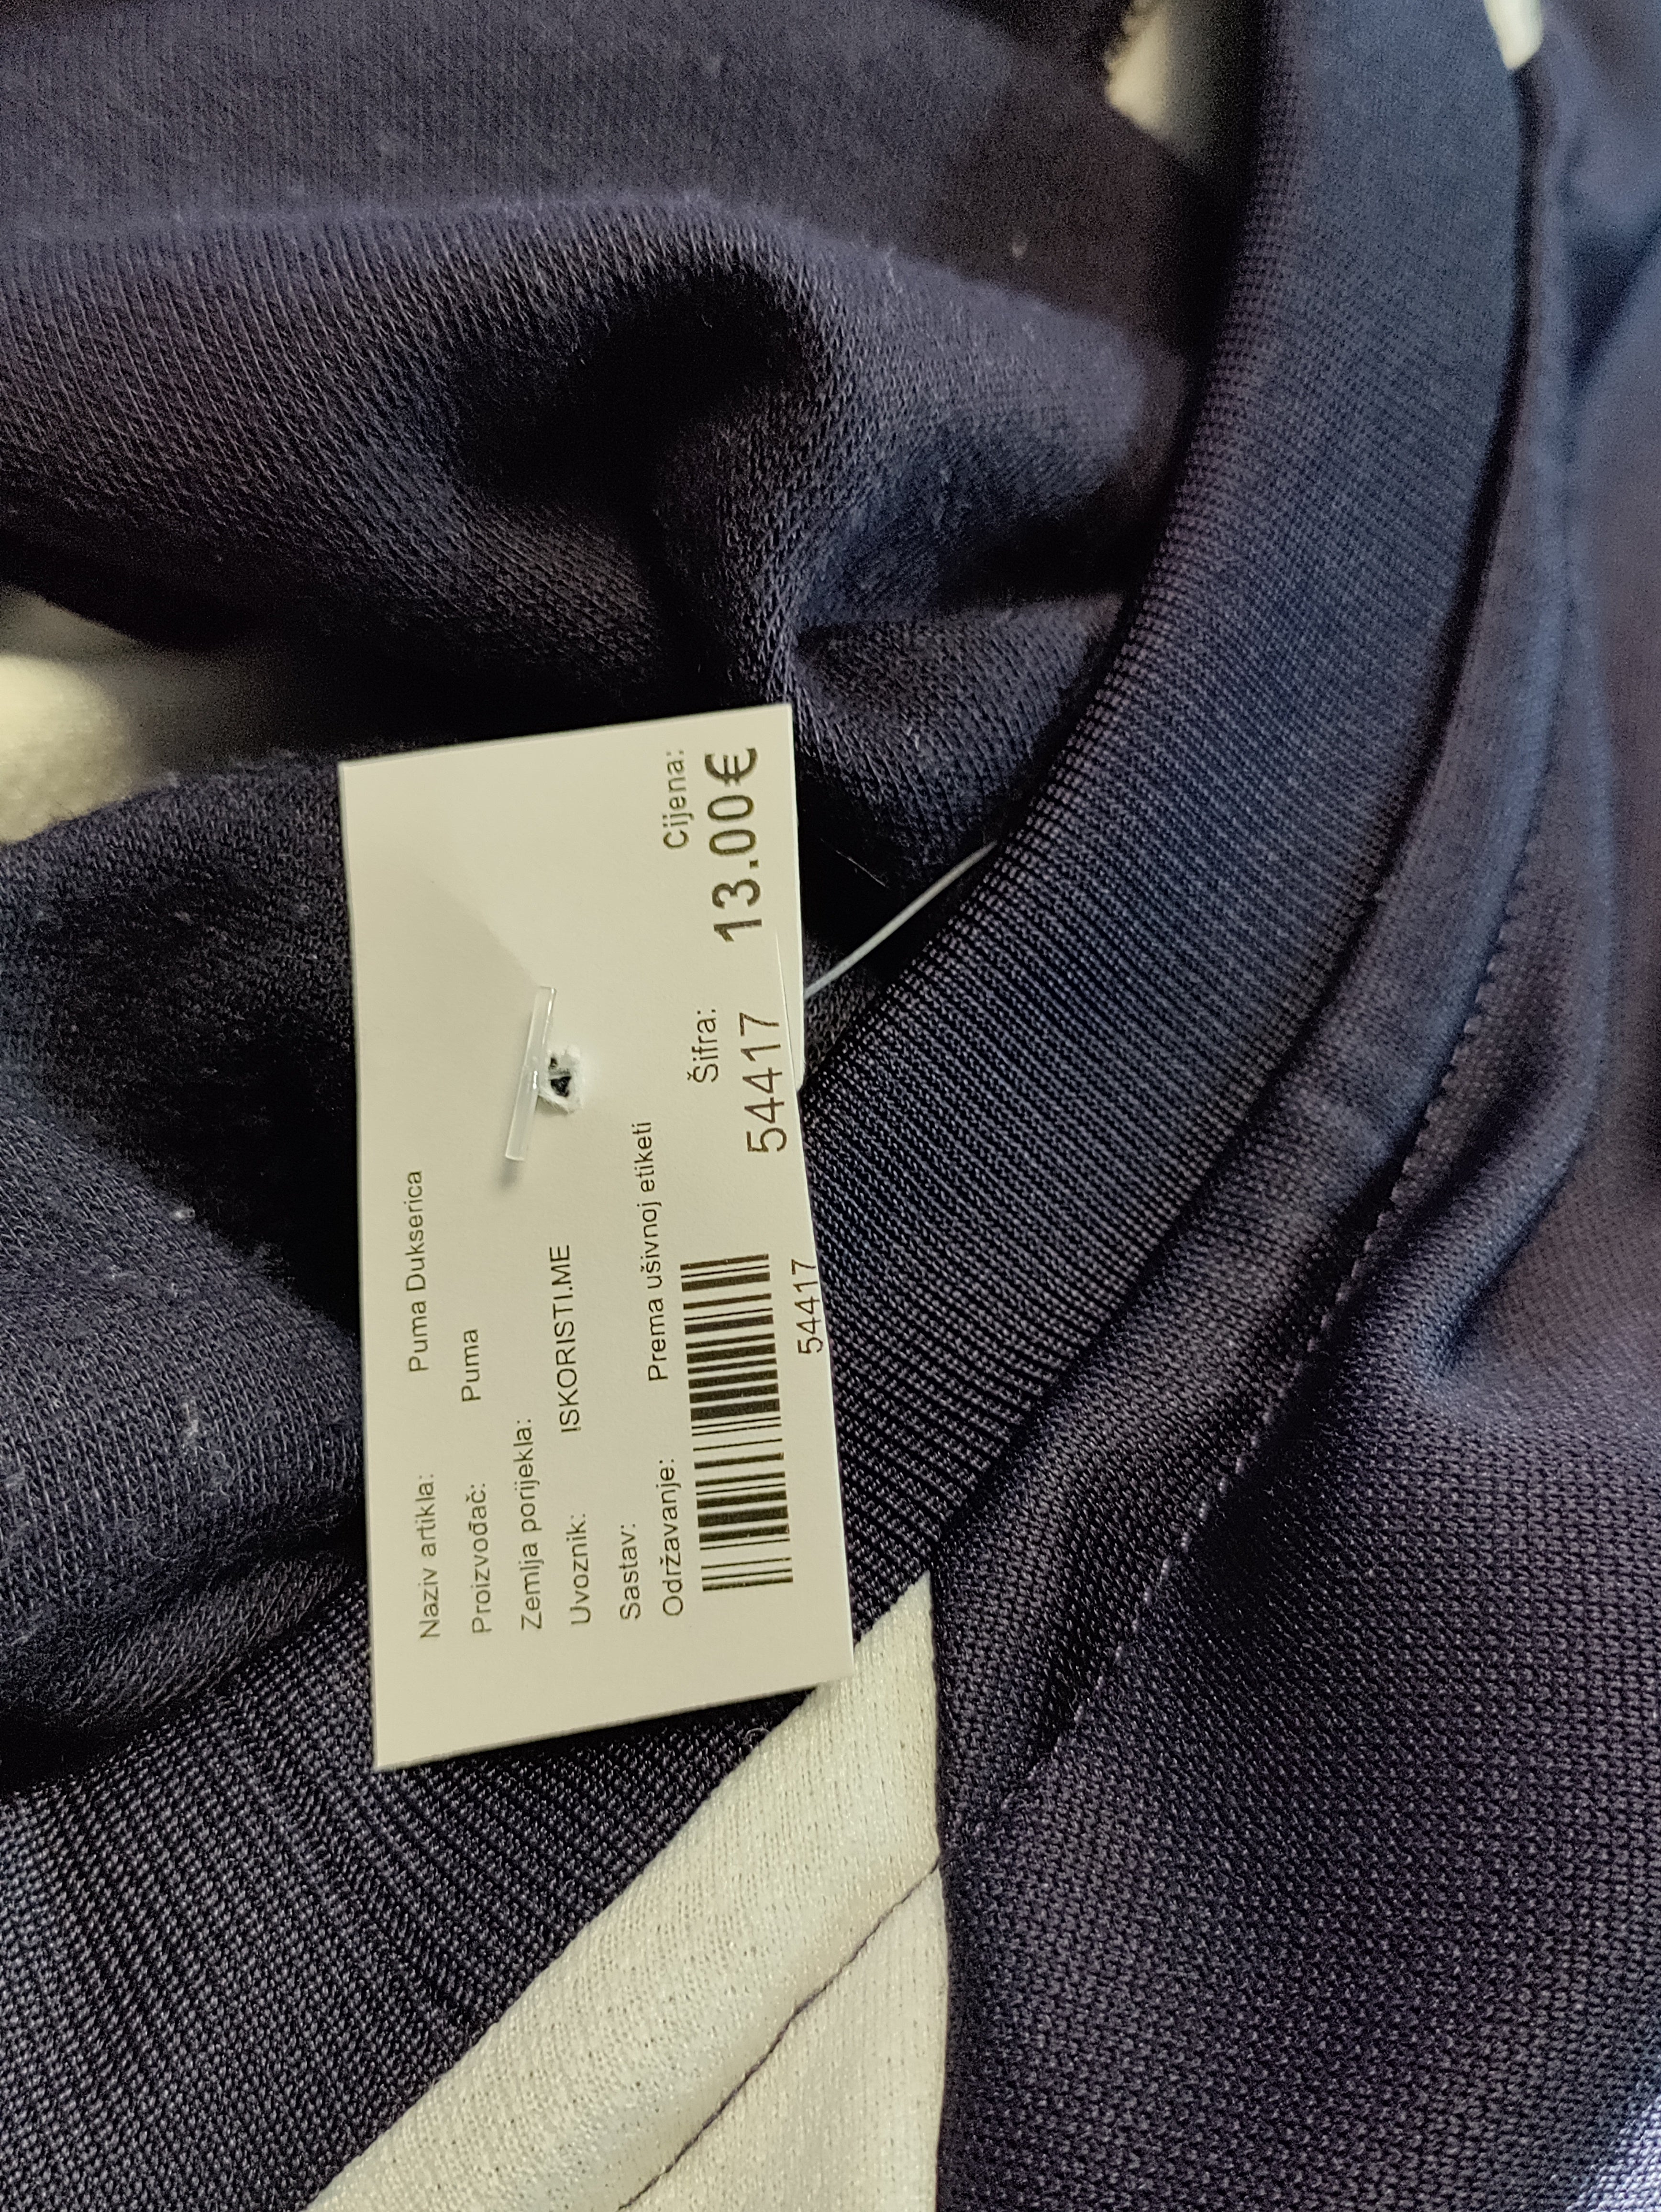 Naziv artikla: Puma Dukserica
Proizvođač: Puma
Zemlja porijekla:
Uvoznik: ISKORISTI.ME
Sastav:
Održavanje: Prema ušivnoj etiketi
Šifra: Cijena:
54417 13.00€
54417